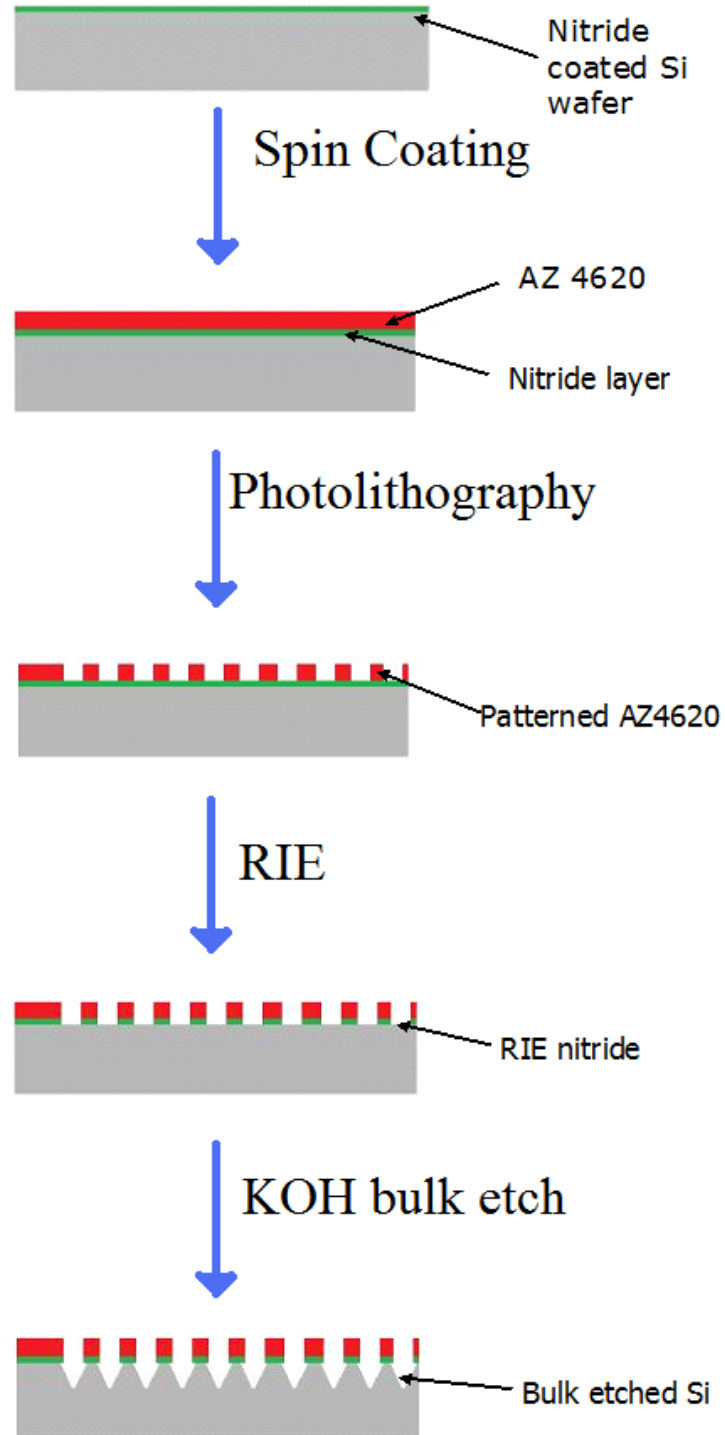 Nitride
coated Si
wafer
Spin Coating
AZ 4620
Nitride layer
Photolithography
Patterned AZ4620
RIE
RIE nitride
KOH bulk etch
Bulk etched Si